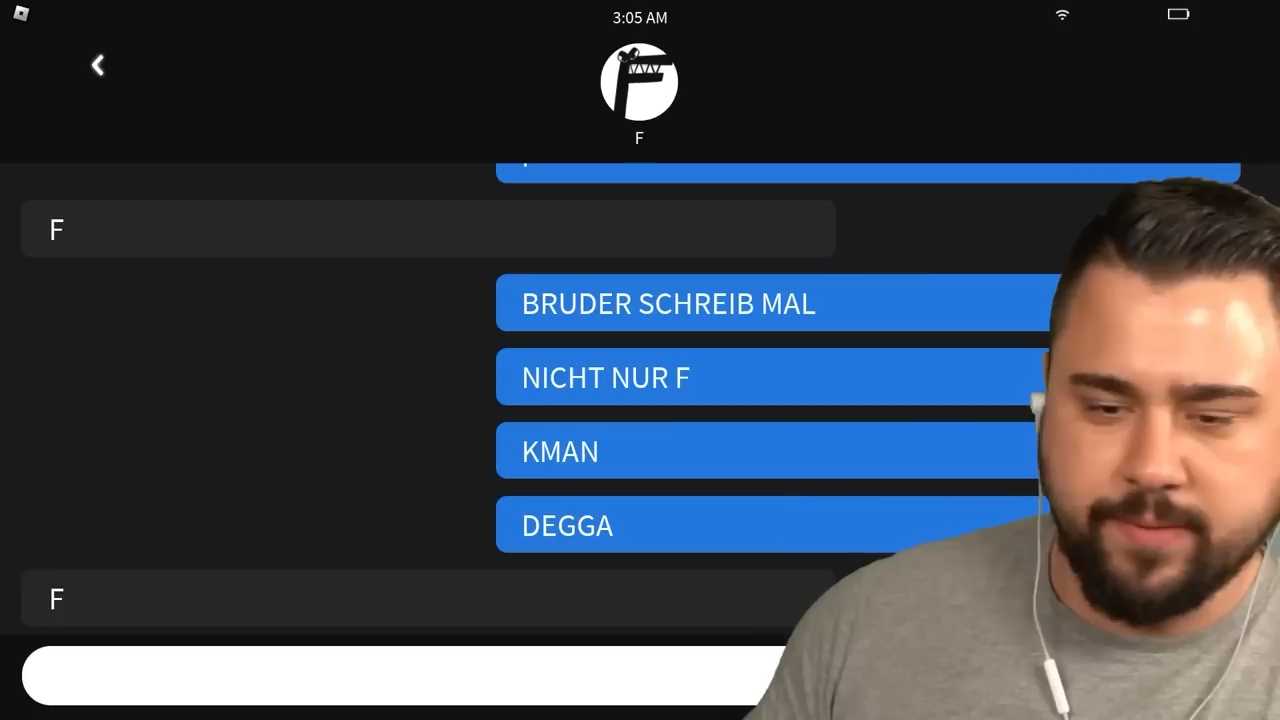 3:05 AM
F
F
BRUDER SCHREIB MAL
NICHT NUR F
KMAN
DEGGA
F